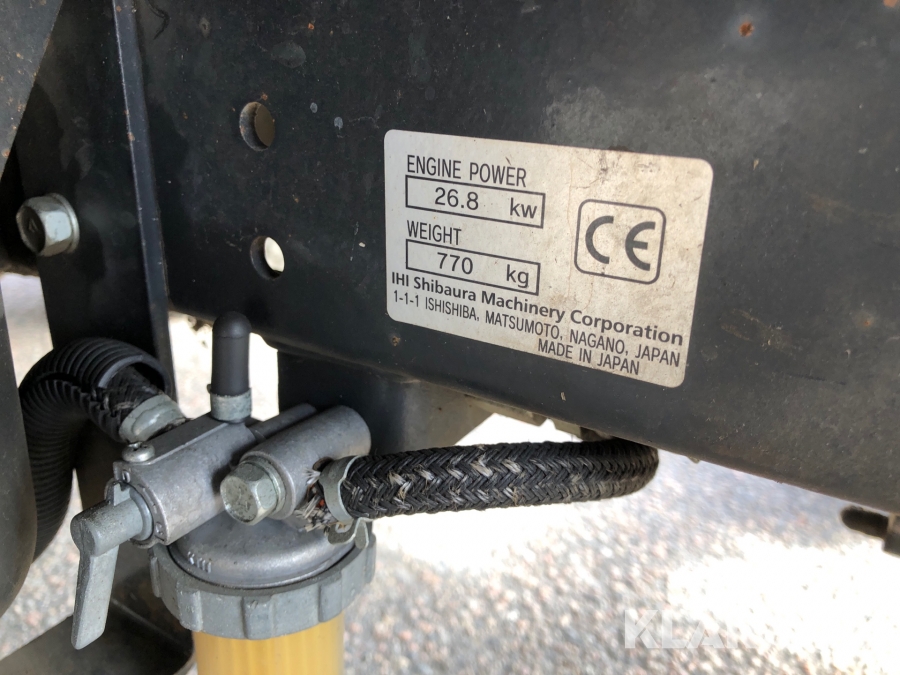 ENGINE POWER
26.8 kw
WEIGHT
770 kg
CE
IHI Shibaura Machinery Corporation
1-1-1 ISHISHIBA, MATSUMOTO, NAGANO, JAPAN
MADE IN JAPAN